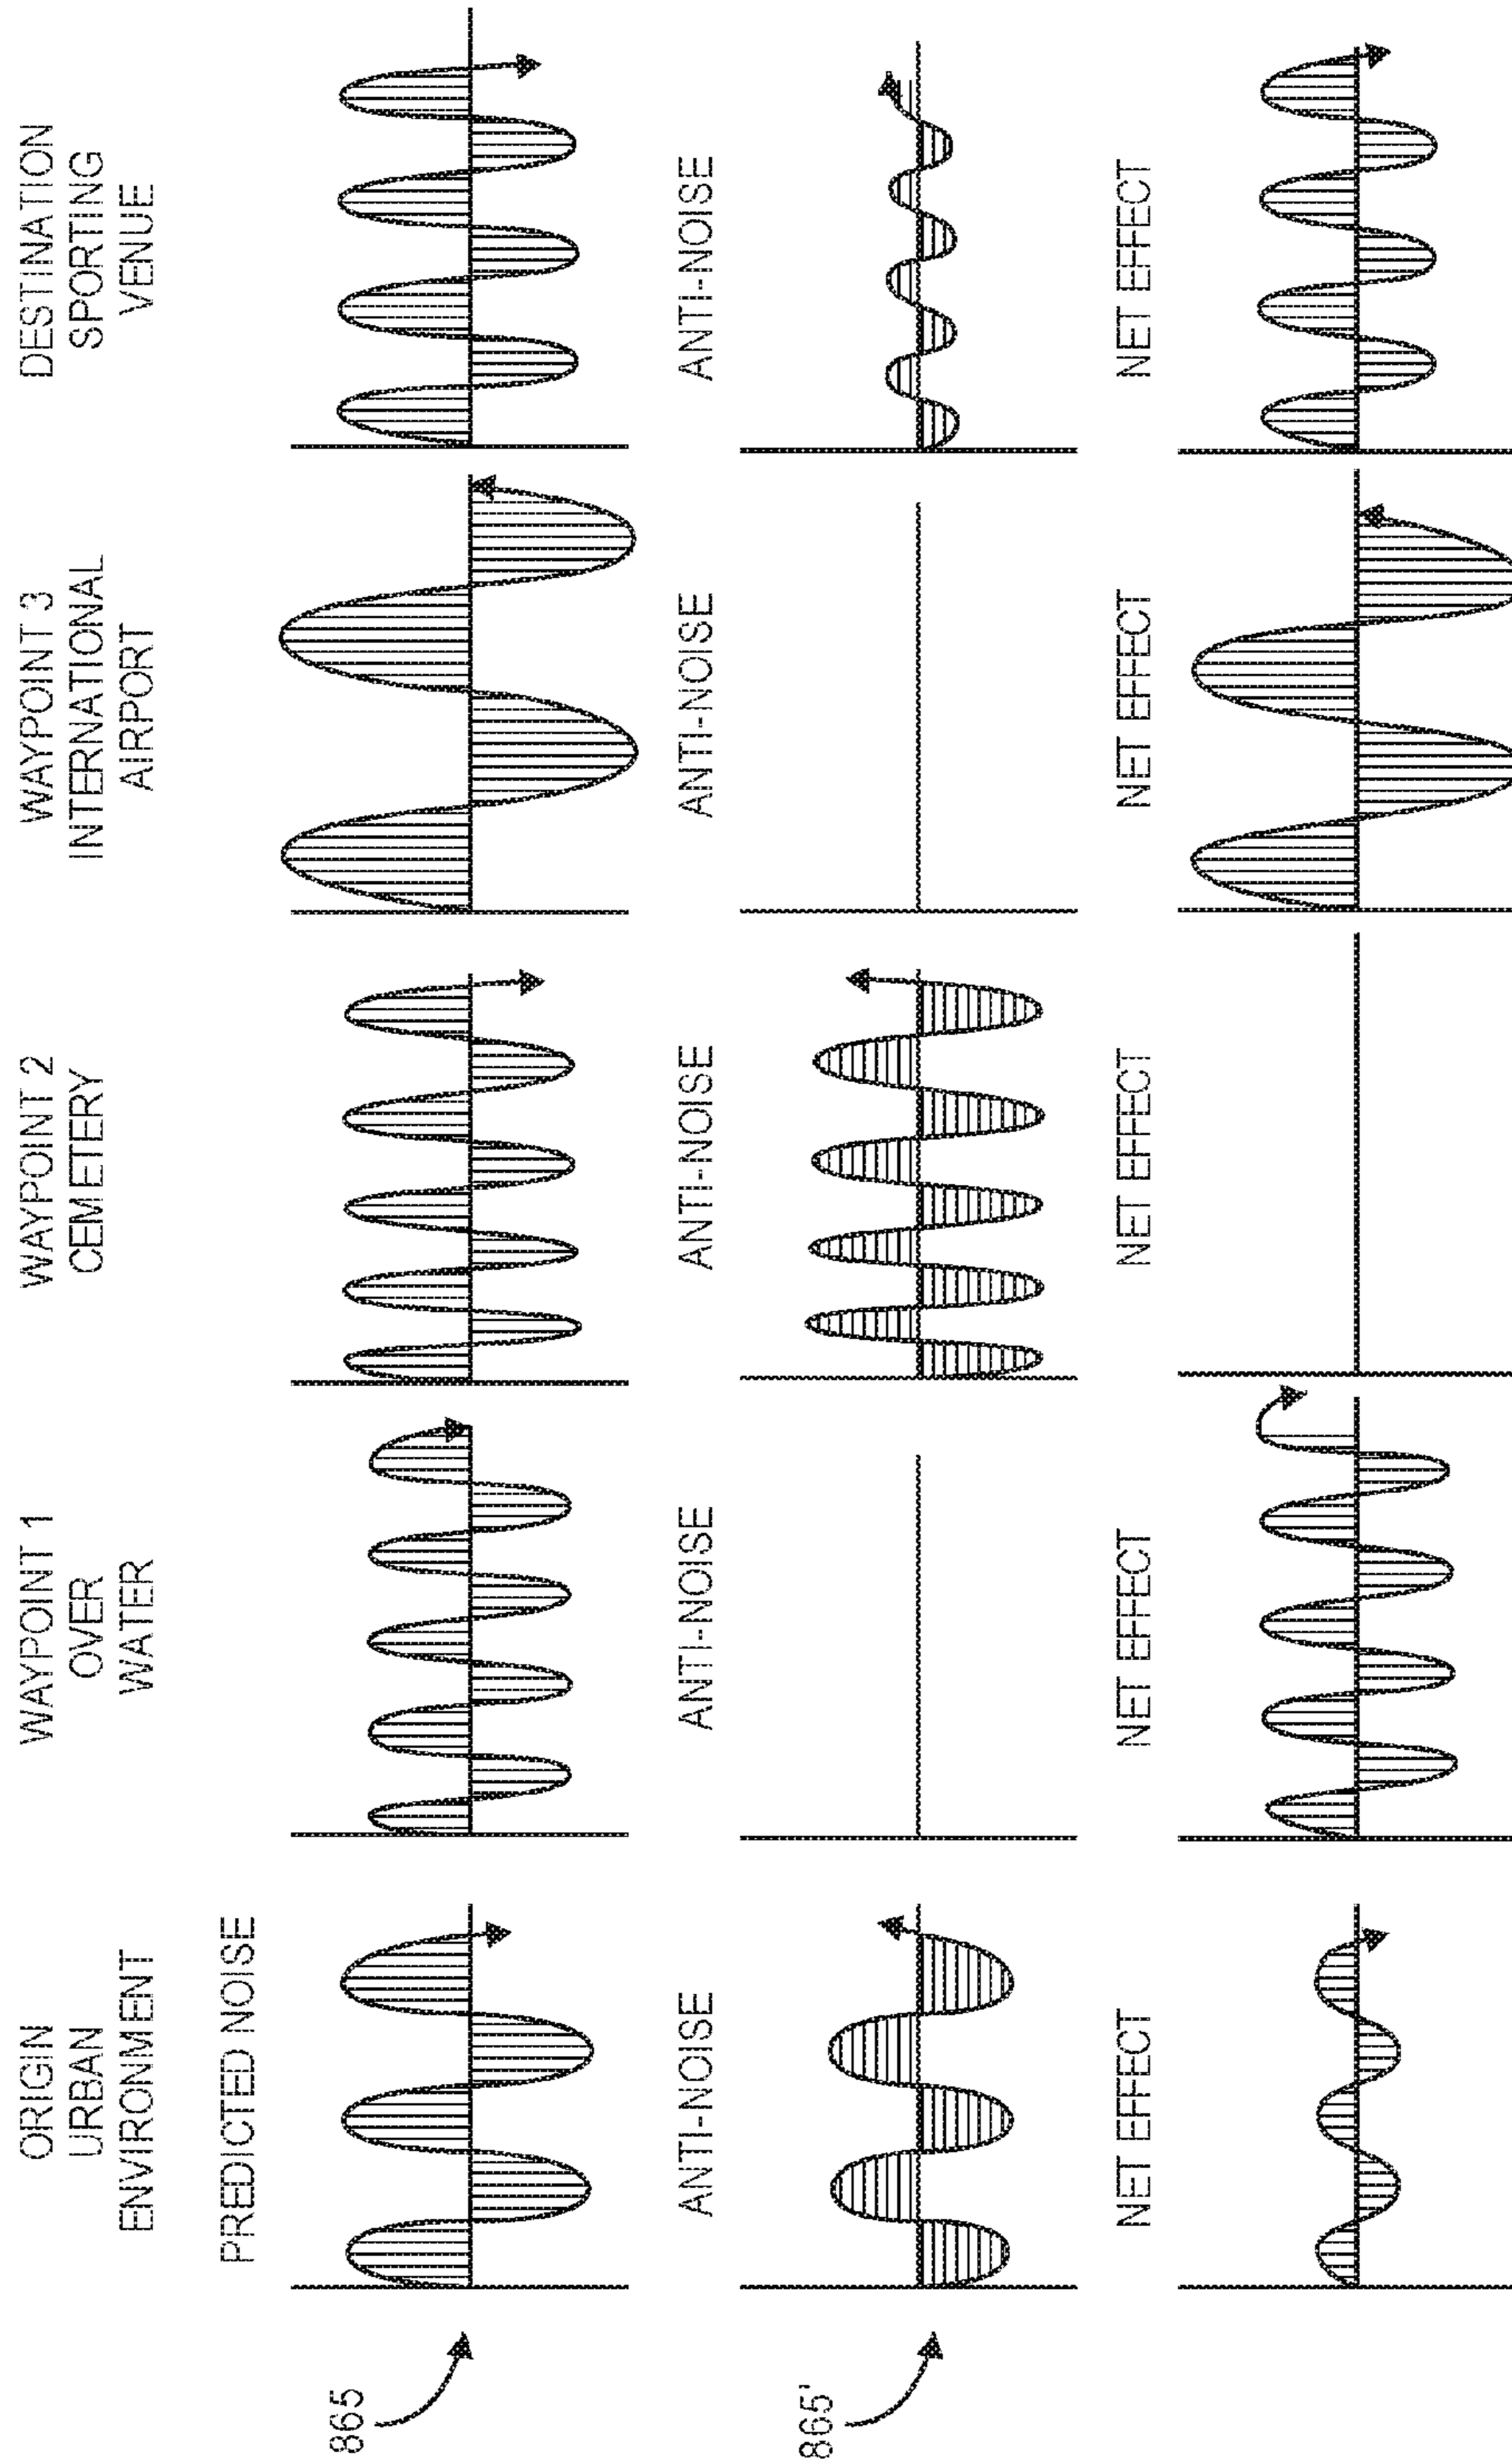 ORIGIN
URBAN
ENVIRONMENT
WAYPOINT 1
OVER
WATER
WAYPOINT 2
CEMETERY
WAYPOINT 3
INTERNATIONAL
AIRPORT
DESTINATION
SPORTING
VENUE
PREDICTED NOISE
865
ANTI-NOISE
ANTI-NOISE
ANTI-NOISE
ANTI-NOISE
ANTI-NOISE
865'
NET EFFECT
NET EFFECT
NET EFFECT
NET EFFECT
NET EFFECT